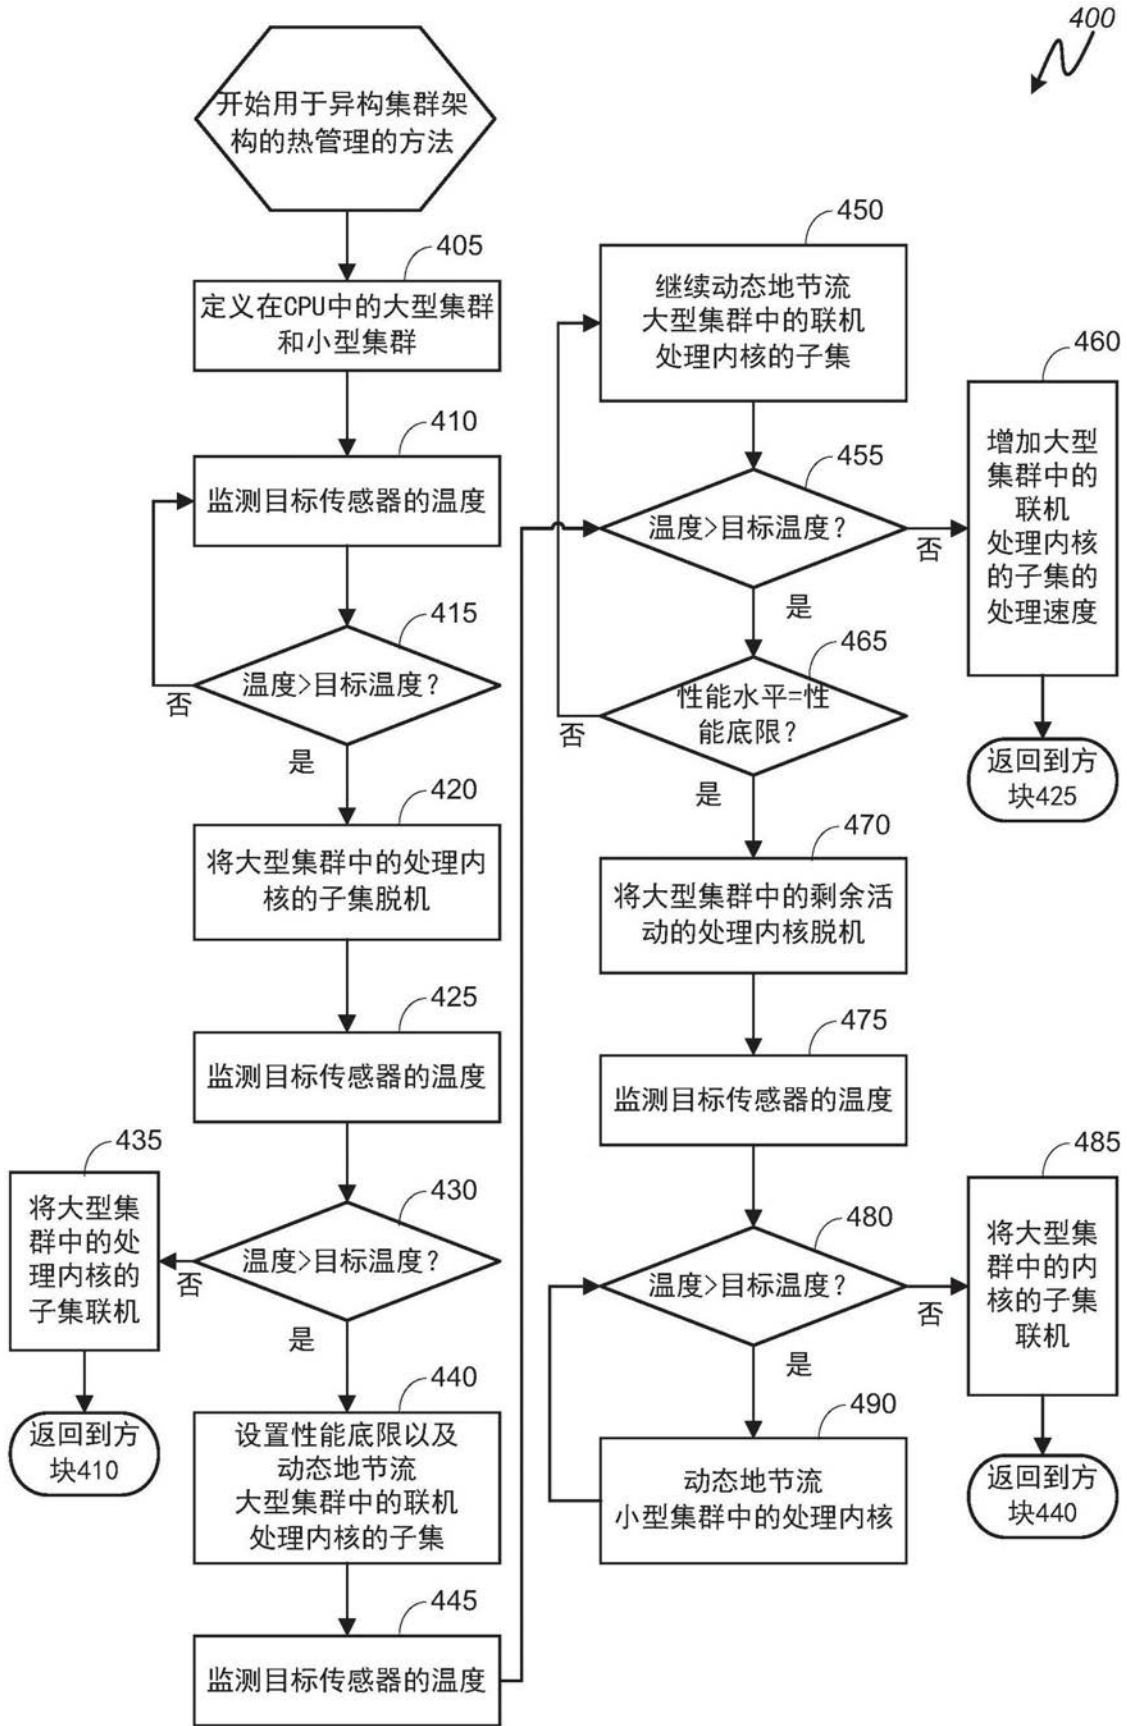 400
开始用于异构集群架
构的热管理的方法
405
定义在CPU中的大型集群
和小型集群
410
监测目标传感器的温度
415
温度>目标温度?
否
是
420
将大型集群中的处理内
核的子集脱机
425
监测目标传感器的温度
430
温度>目标温度?
否
是
435
将大型集
群中的处
理内核的
子集联机
返回到方
块410
440
设置性能底限以及
动态地节流
大型集群中的联机
处理内核的子集
445
监测目标传感器的温度
450
继续动态地节流
大型集群中的联机
处理内核的子集
455
温度>目标温度?
否
是
460
增加大型
集群中的
联机
处理内核
的子集的
处理速度
返回到方
块425
465
性能水平=性
能底限?
否
是
470
将大型集群中的剩余活
动的处理内核脱机
475
监测目标传感器的温度
480
温度>目标温度?
否
是
485
将大型集
群中的内
核的子集
联机
返回到方
块440
490
动态地节流
小型集群中的处理内核